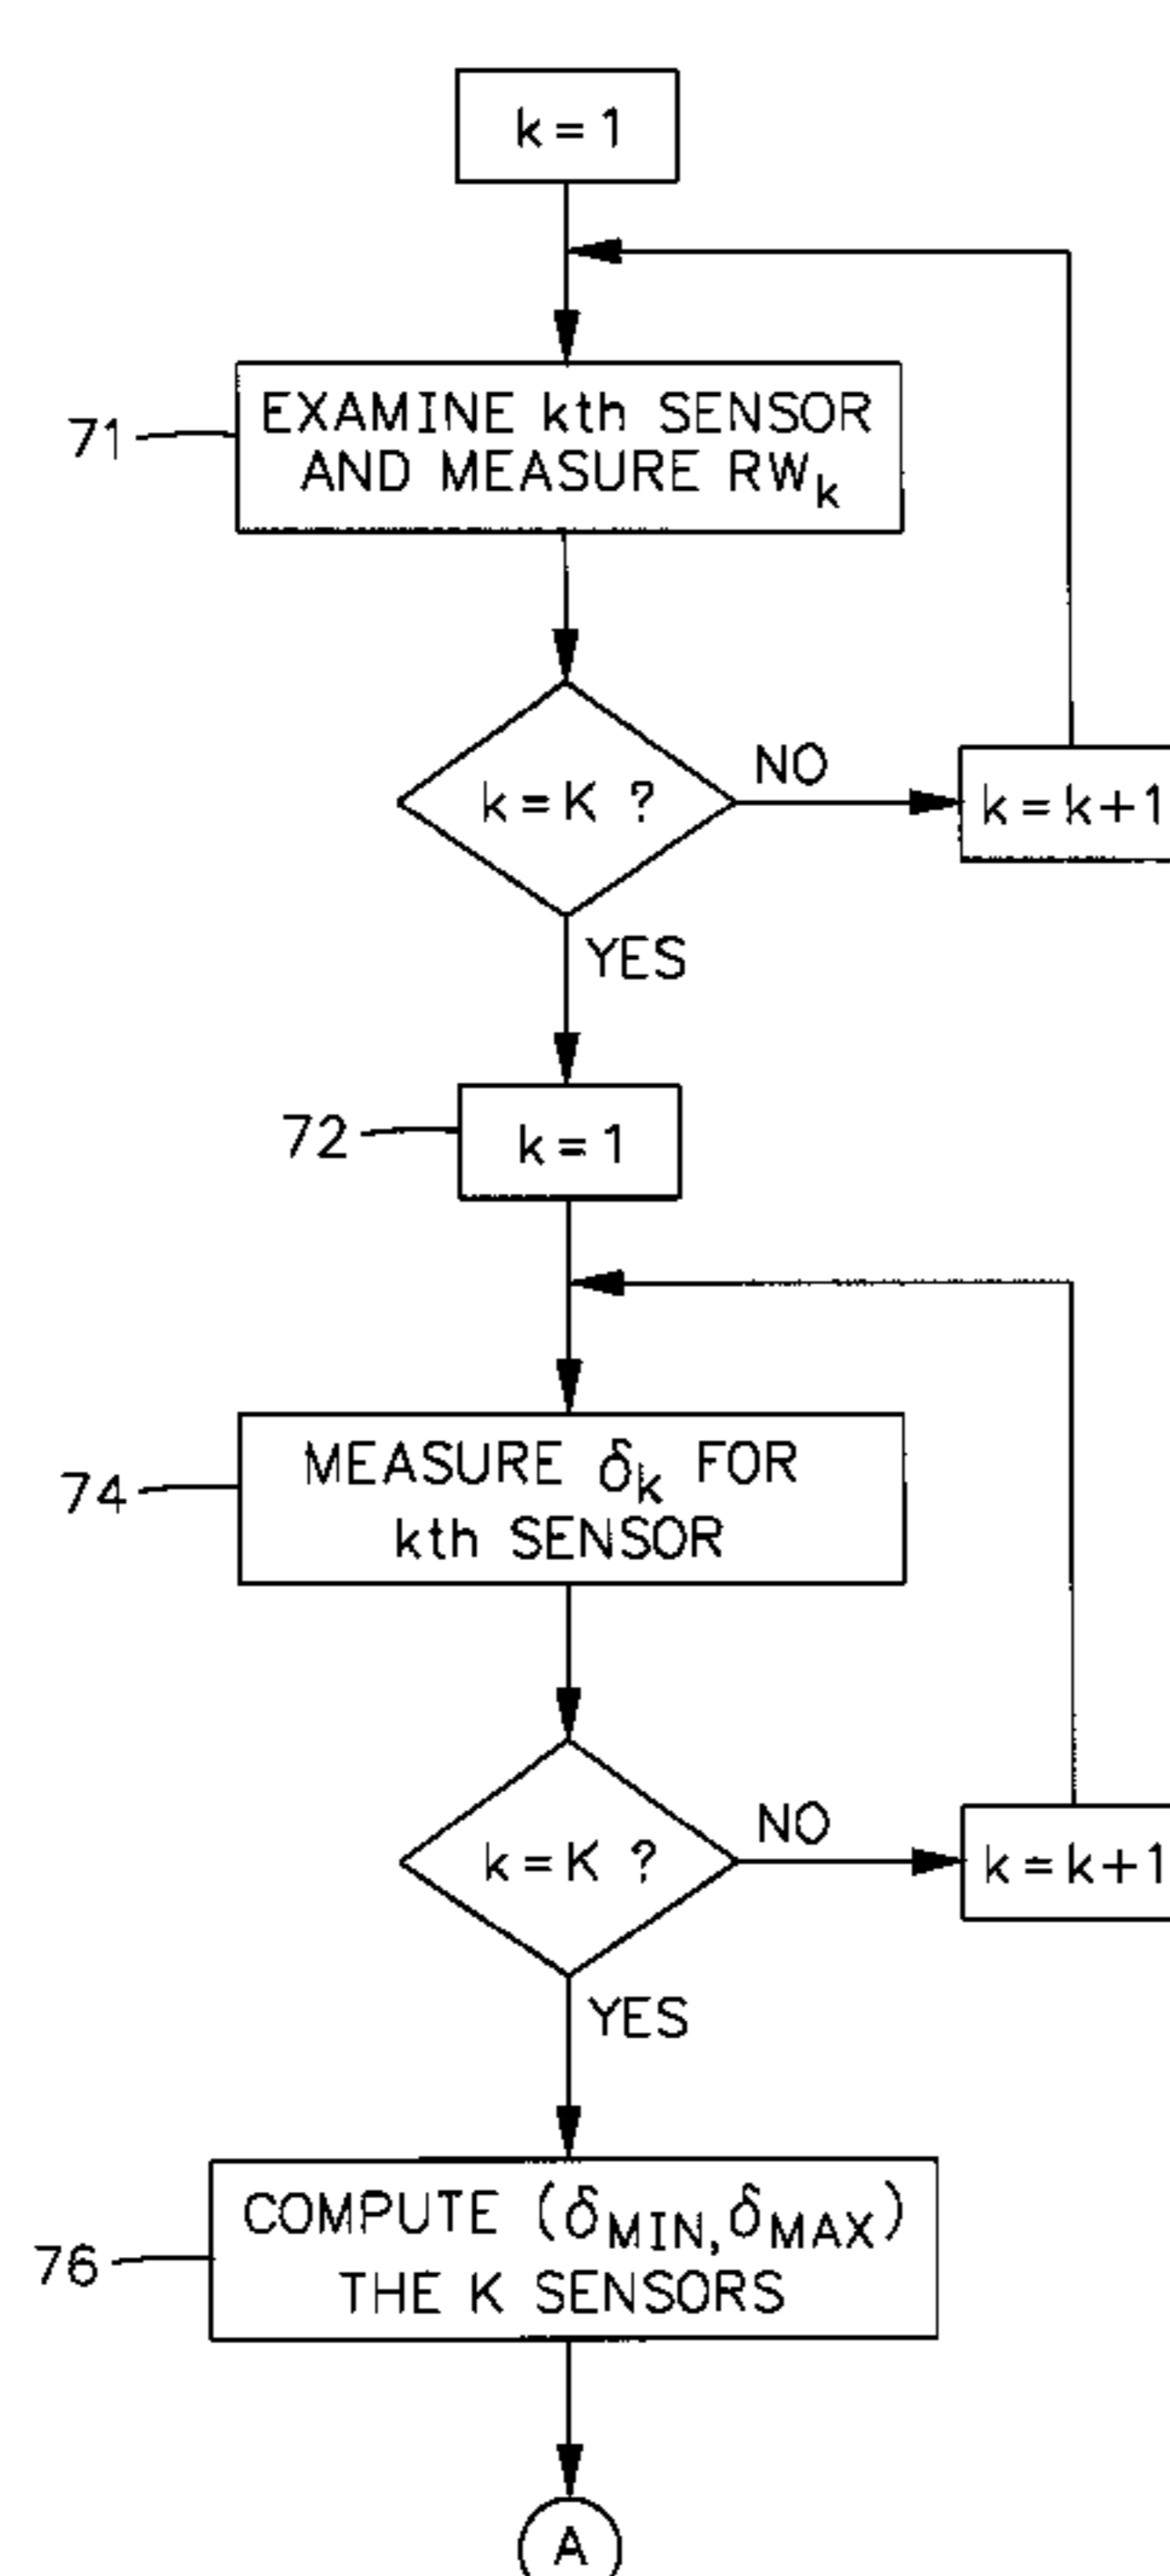 k=1
71
EXAMINE kth SENSOR
AND MEASURE RWk
k=K ?
NO
k=k+1
YES
72
k=1
74
MEASURE δk FOR
kth SENSOR
k=K ?
NO
k=k+1
YES
76
COMPUTE (δMIN, δMAX)
THE K SENSORS
A